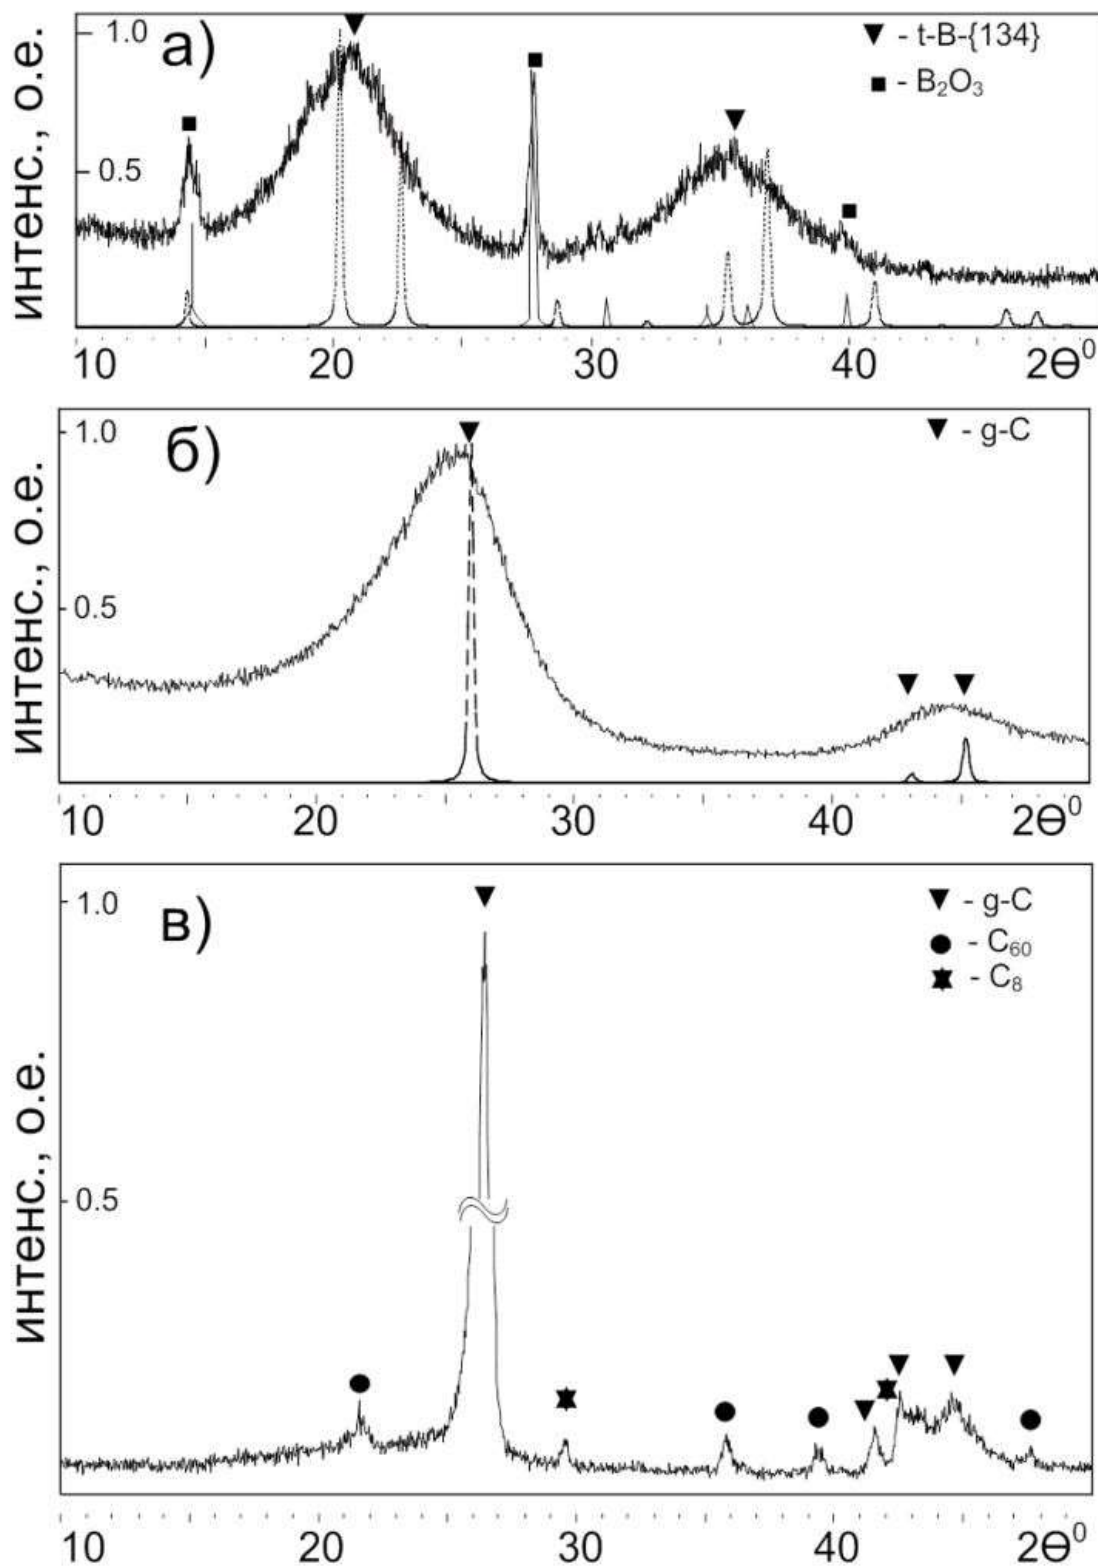 а)
интенс., о.е.
1.0
0.5
▼ - t-B-{134}
■ - B₂O₃
10 20 30 40 2Θ⁰
б)
интенс., о.е.
1.0
0.5
▼ - g-C
10 20 30 40 2Θ⁰
в)
интенс., о.е.
1.0
0.5
▼ - g-C
● - C₆₀
✶ - C₈
10 20 30 40 2Θ⁰